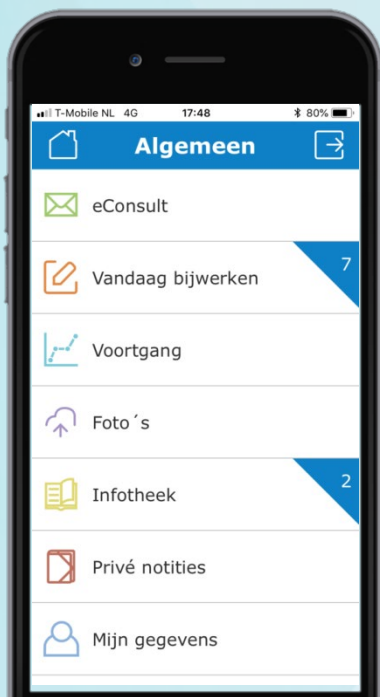 T-Mobile NL 4G 17:48 80%
Algemeen
eConsult
Vandaag bijwerken 7
Voortgang
Foto´s
Infotheek 2
Privé notities
Mijn gegevens